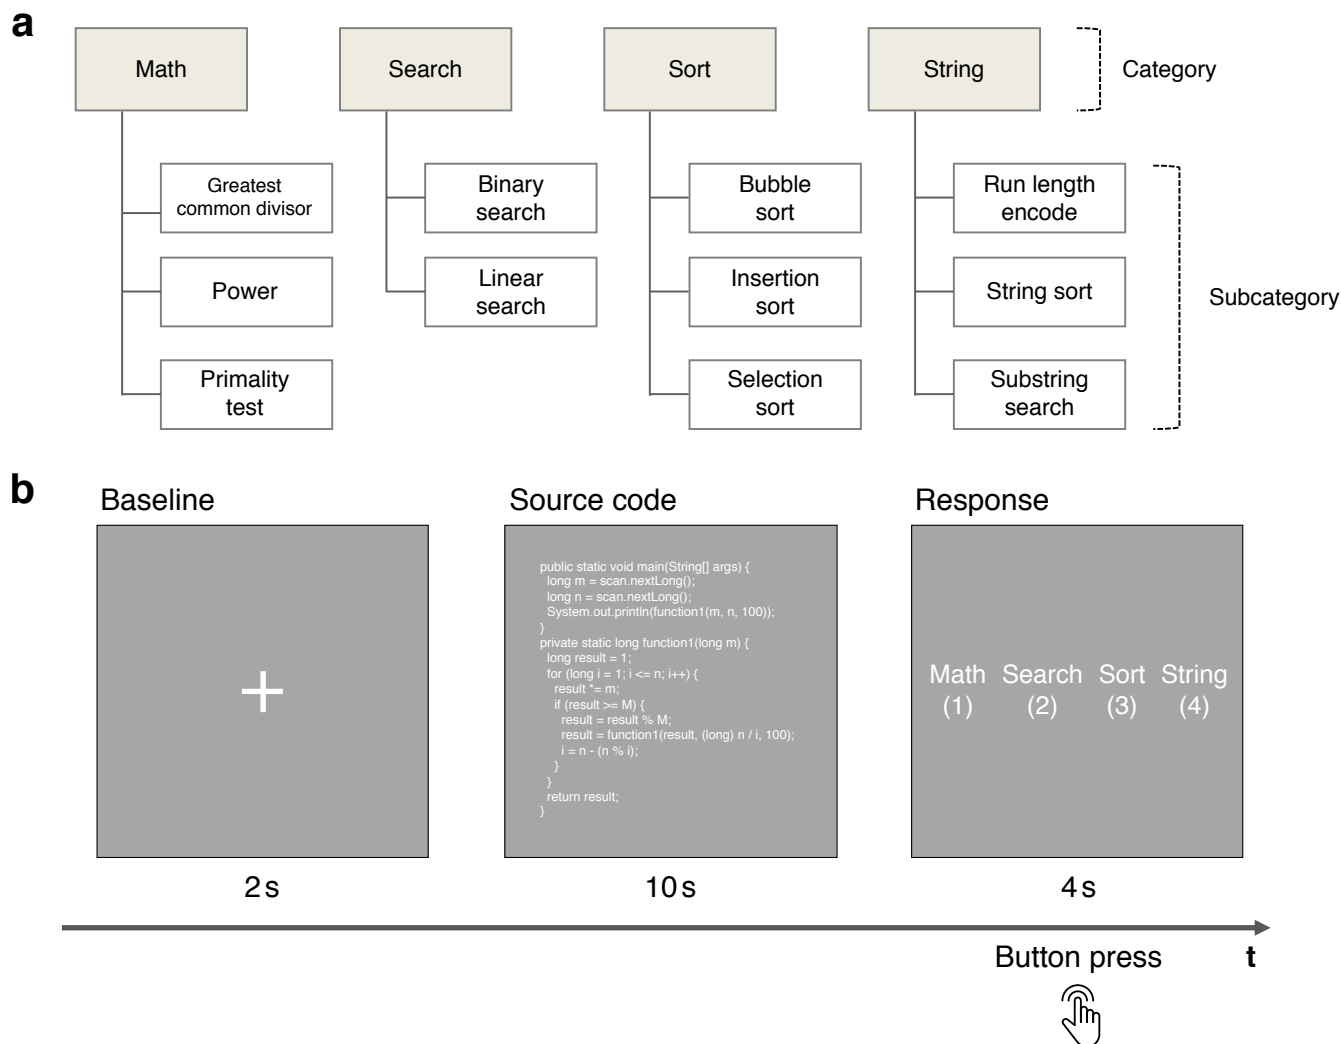 a
Math
Search
Sort
String
Category
Greatest
common divisor
Binary
search
Bubble
sort
Run length
encode
Power
Linear
search
Insertion
sort
String sort
Subcategory
Primality
test
Selection
sort
Substring
search
b
Baseline
Source code
Response
public static void main(String[] args) {
long m = scan.nextLong();
long n = scan.nextLong();
System.out.println(function1(m, n, 100));
}
private static long function1(long m) {
long result = 1;
for (long i = 1; i <= n; i++) {
result *= m;
if (result >= M) {
result = result % M;
result = function1(result, (long) n / i, 100);
i = n - (n % i);
}
}
return result;
}
Math Search Sort String
(1) (2) (3) (4)
2 s
10 s
4 s
Button press
t